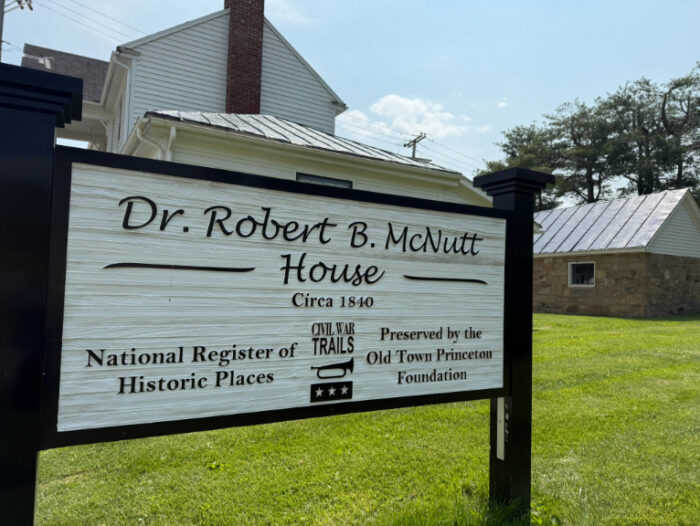 Dr. Robert B. McNutt
House
Circa 1840
National Register of
Historic Places
CIVIL WAR
TRAILS
Preserved by the
Old Town Princeton
Foundation